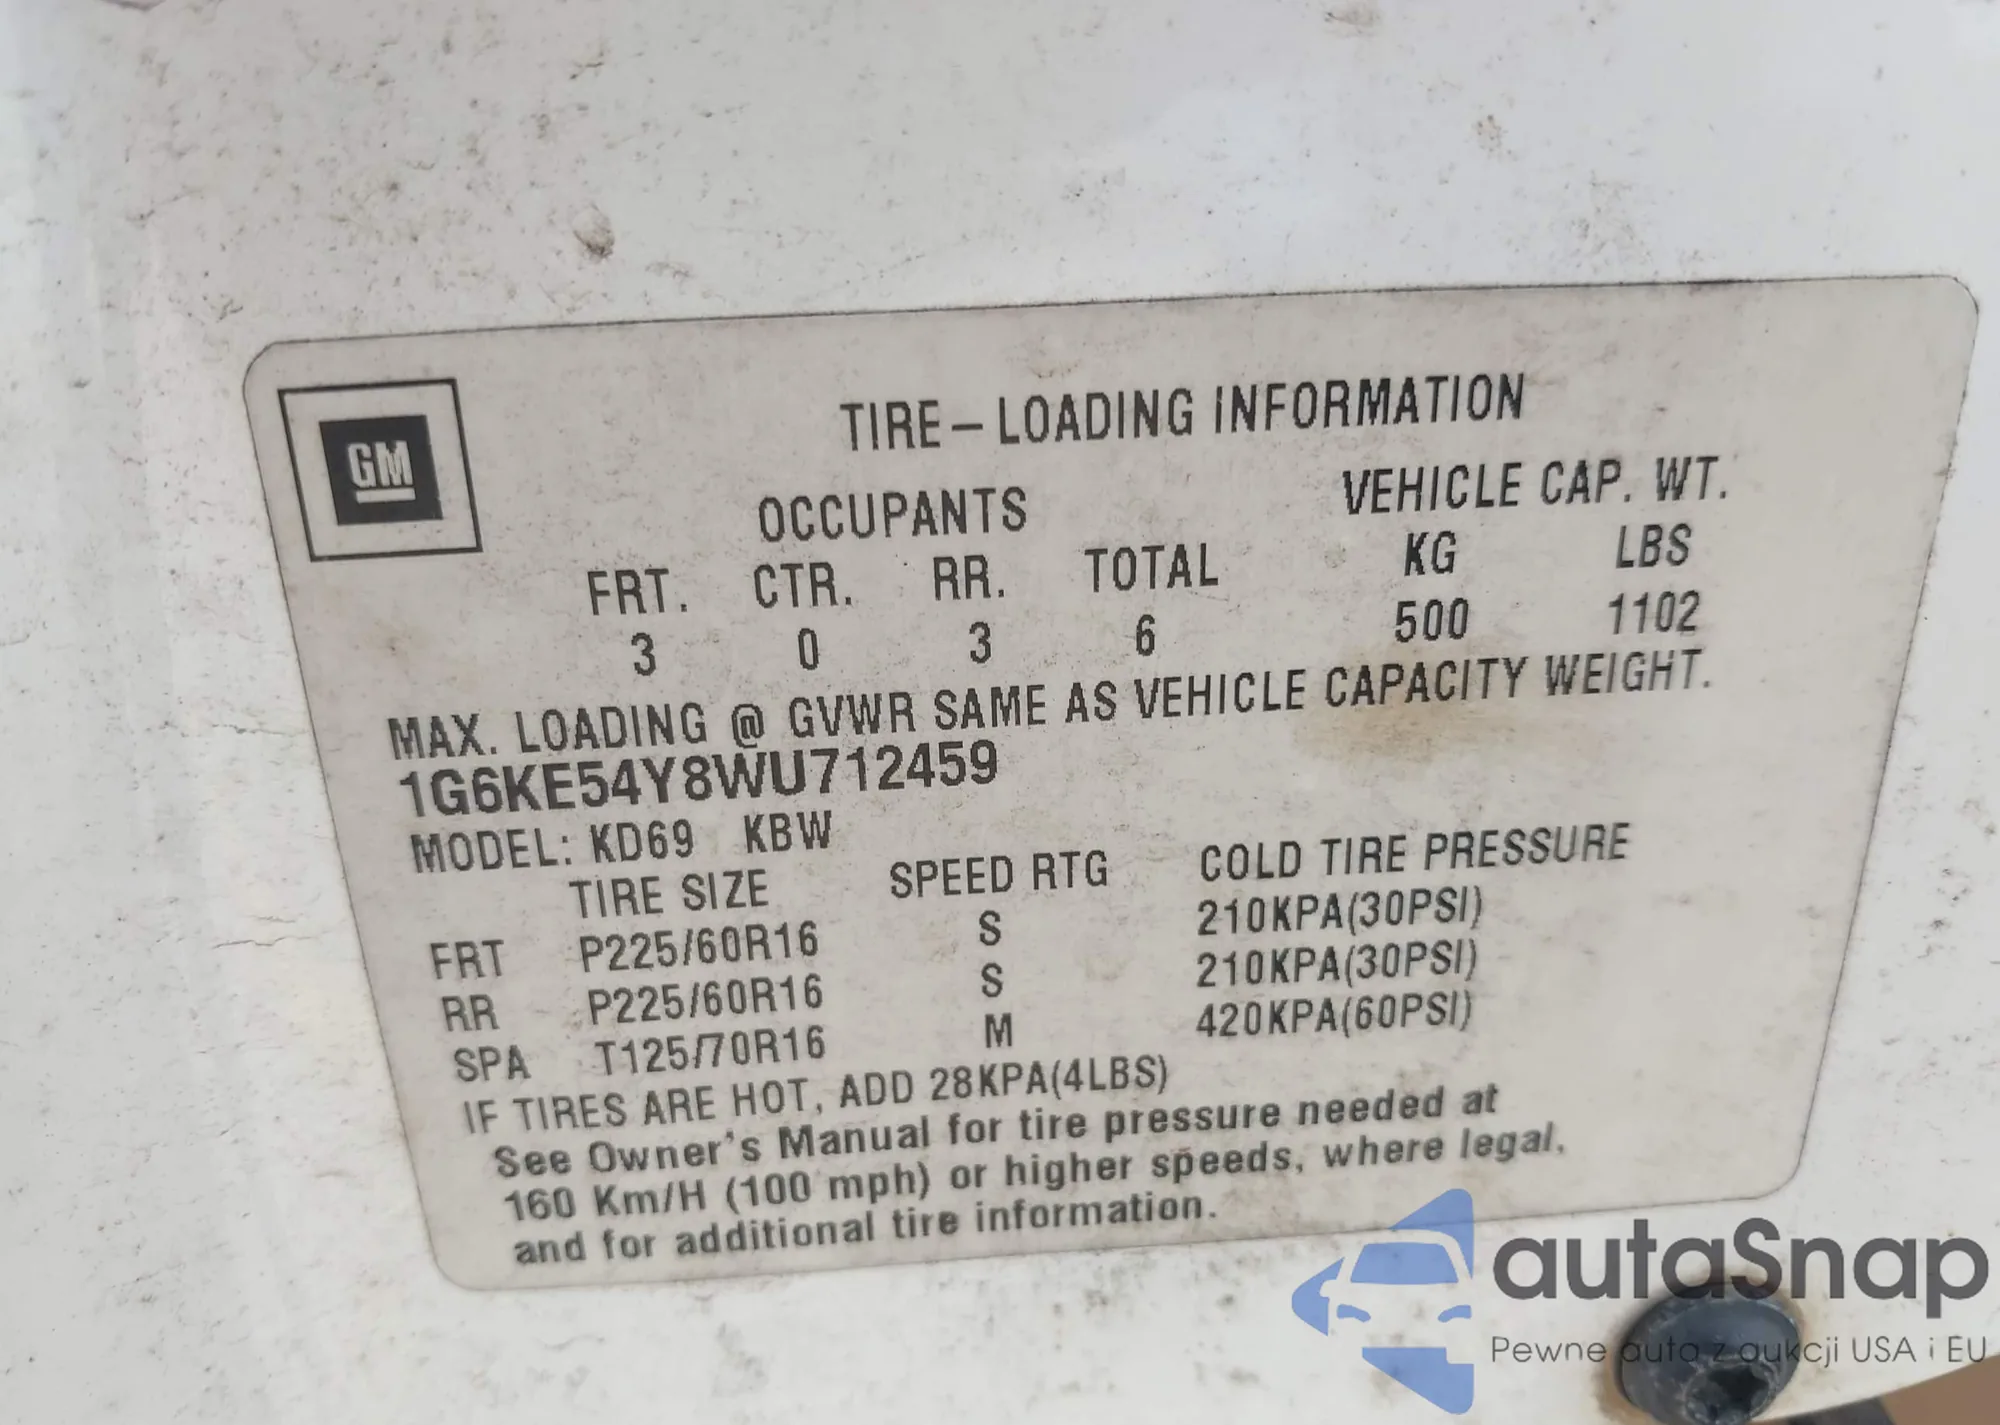 GM
TIRE – LOADING INFORMATION
OCCUPANTS VEHICLE CAP. WT.
FRT. CTR. RR. TOTAL KG LBS
3 0 3 6 500 1102
MAX. LOADING @ GVWR SAME AS VEHICLE CAPACITY WEIGHT.
1G6KE54Y8WU712459
MODEL: KD69 KBW
TIRE SIZE SPEED RTG COLD TIRE PRESSURE
FRT P225/60R16 S 210KPA(30PSI)
RR P225/60R16 S 210KPA(30PSI)
SPA T125/70R16 M 420KPA(60PSI)
IF TIRES ARE HOT, ADD 28KPA(4LBS)
See Owner's Manual for tire pressure needed at
160 Km/H (100 mph) or higher speeds, where legal,
and for additional tire information.
autaSnap
Pewne auta z aukcji USA i EU